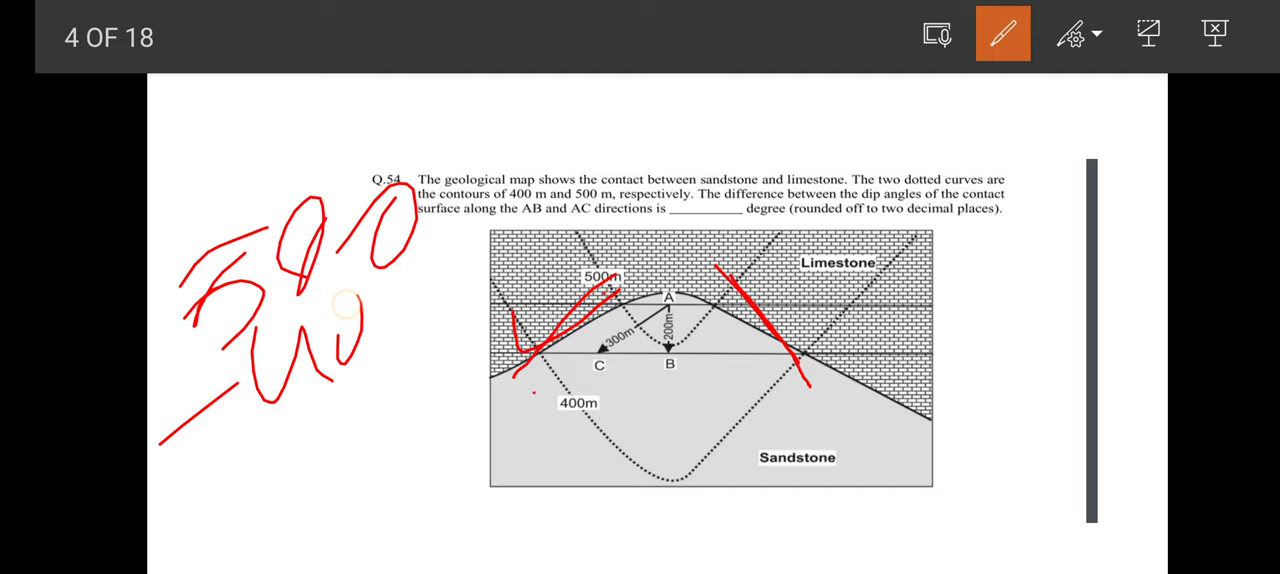 4 OF 18
Q.54 The geological map shows the contact between sandstone and limestone. The two dotted curves are
the contours of 400 m and 500 m, respectively. The difference between the dip angles of the contact
surface along the AB and AC directions is __________ degree (rounded off to two decimal places).
Limestone
500m
A
300m
200m
C
B
400m
Sandstone